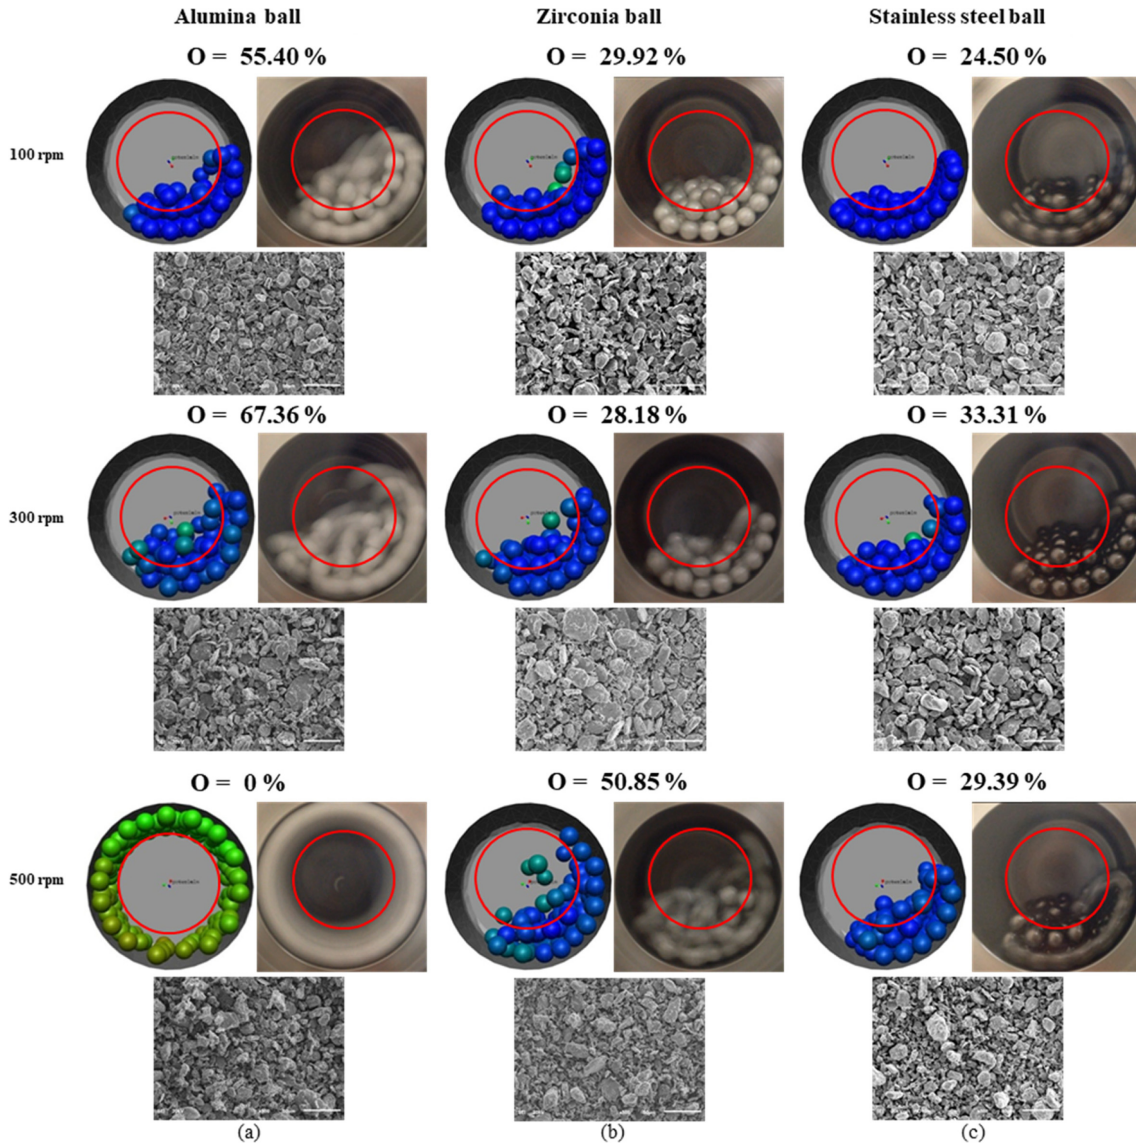 Alumina ball Zirconia ball Stainless steel ball
O = 55.40 % O = 29.92 % O = 24.50 %
100 rpm
O = 67.36 % O = 28.18 % O = 33.31 %
300 rpm
O = 0 % O = 50.85 % O = 29.39 %
500 rpm
(a) (b) (c)